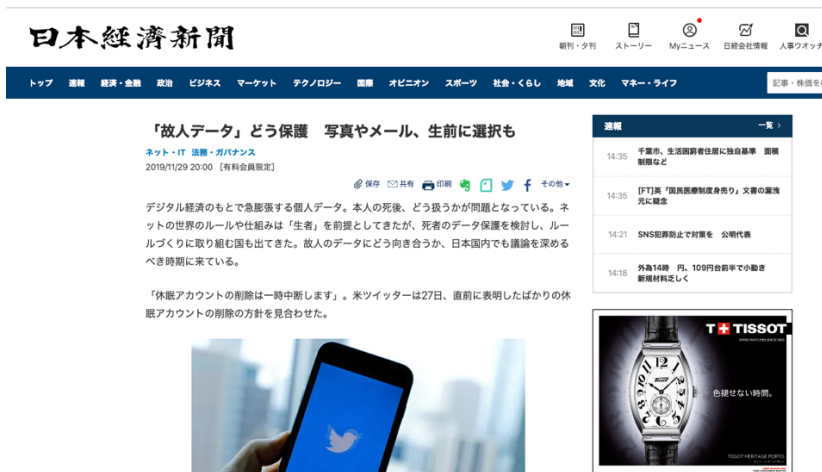 日本経済新聞
朝刊・夕刊
ストーリー
Myニュース
日経会社情報
人事ウオッチ
トップ 速報 経済・金融 政治 ビジネス マーケット テクノロジー 国際 オピニオン スポーツ 社会・くらし 地域 文化 マネー・ライフ
記事・株価を
「故人データ」どう保護 写真やメール、生前に選択も
ネット・IT 法務・ガバナンス
2019/11/29 20:00 [有料会員限定]
保存 共有 印刷 その他
デジタル経済のもとで急膨張する個人データ。本人の死後、どう扱うかが問題となっている。ネ
ットの世界のルールや仕組みは「生者」を前提としてきたが、死者のデータ保護を検討し、ルー
ルづくりに取り組む国も出てきた。故人のデータにどう向き合うか、日本国内でも議論を深める
べき時期に来ている。
「休眠アカウントの削除は一時中断します」。米ツイッターは27日、直前に表明したばかりの休
眠アカウントの削除の方針を見合わせた。
速報 一覧
14:35 千葉市、生活困窮者住居に独自基準 面積
制限など
14:35 [FT]英「国民医療制度身売り」文書の漏洩
元に疑念
14:21 SNS犯罪防止で対策を 公明代表
14:18 外為14時 円、109円台前半で小動き
新規材料乏しく
TISSOT
SWISS WATCHES SINCE 1853
色褪せない時間。
TISSOT HERITAGE PORTO